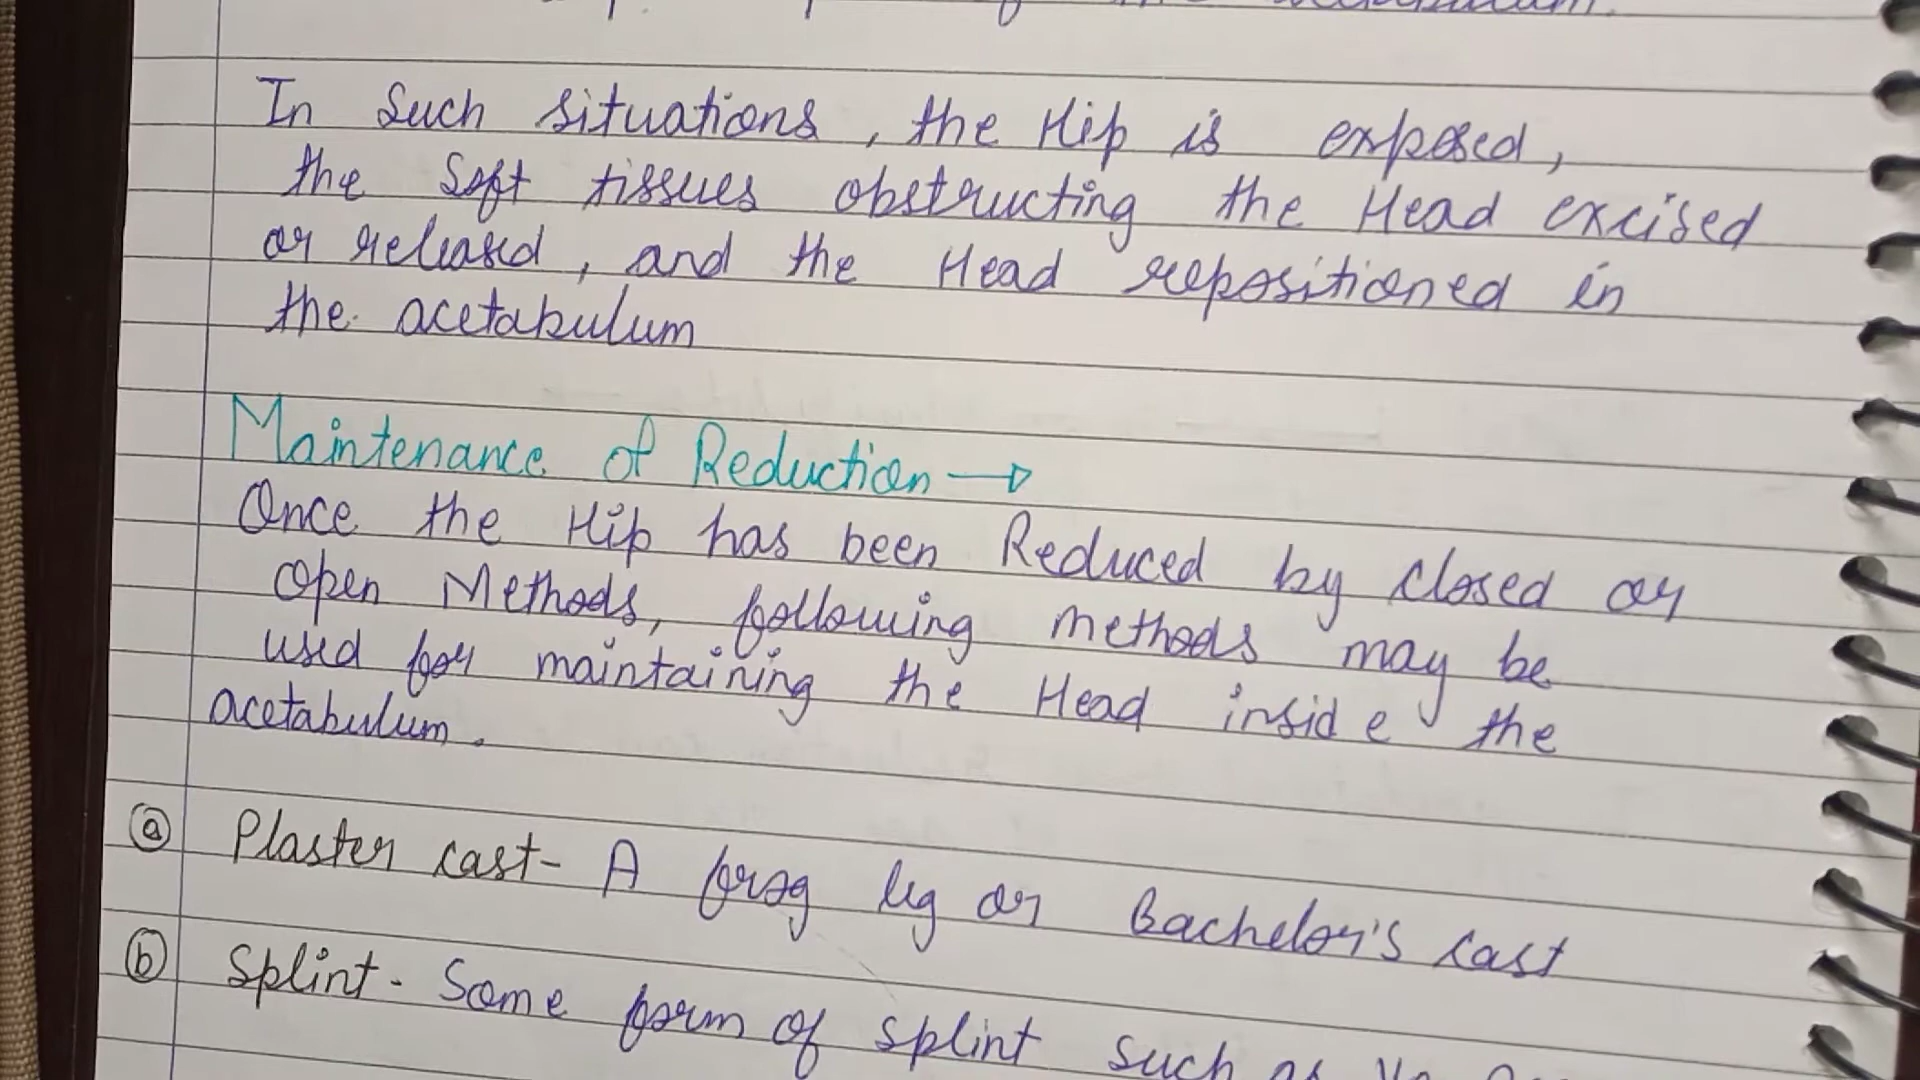 In Such situations, the Hip is exposed,
the Soft tissues obstructing the Head excised
or released, and the Head repositioned in
the acetabulum
Maintenance of Reduction →
Once the Hip has been Reduced by closed or
Open Methods, following methods may be
used for maintaining the Head inside the
acetabulum.
(a) Plaster cast- A frog leg or Bachelor's cast
(b) Splint - Some form of splint such as